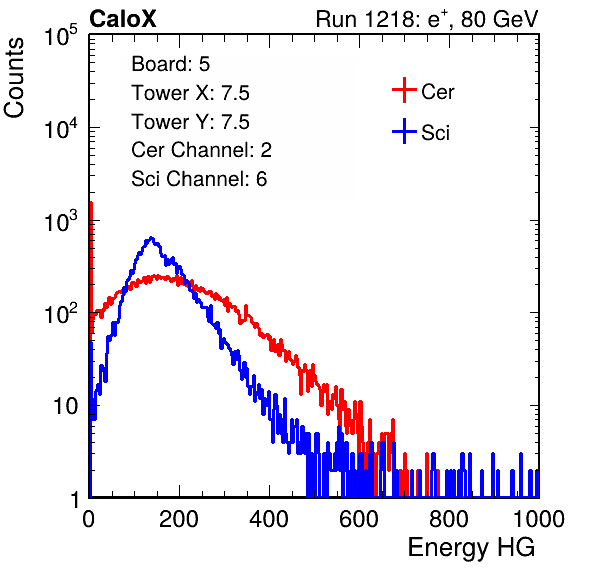 CaloX Run 1218: e⁺, 80 GeV
Counts
Board: 5
Tower X: 7.5
Tower Y: 7.5
Cer Channel: 2
Sci Channel: 6
Cer
Sci
10⁵
10⁴
10³
10²
10
1
0 200 400 600 800 1000
Energy HG